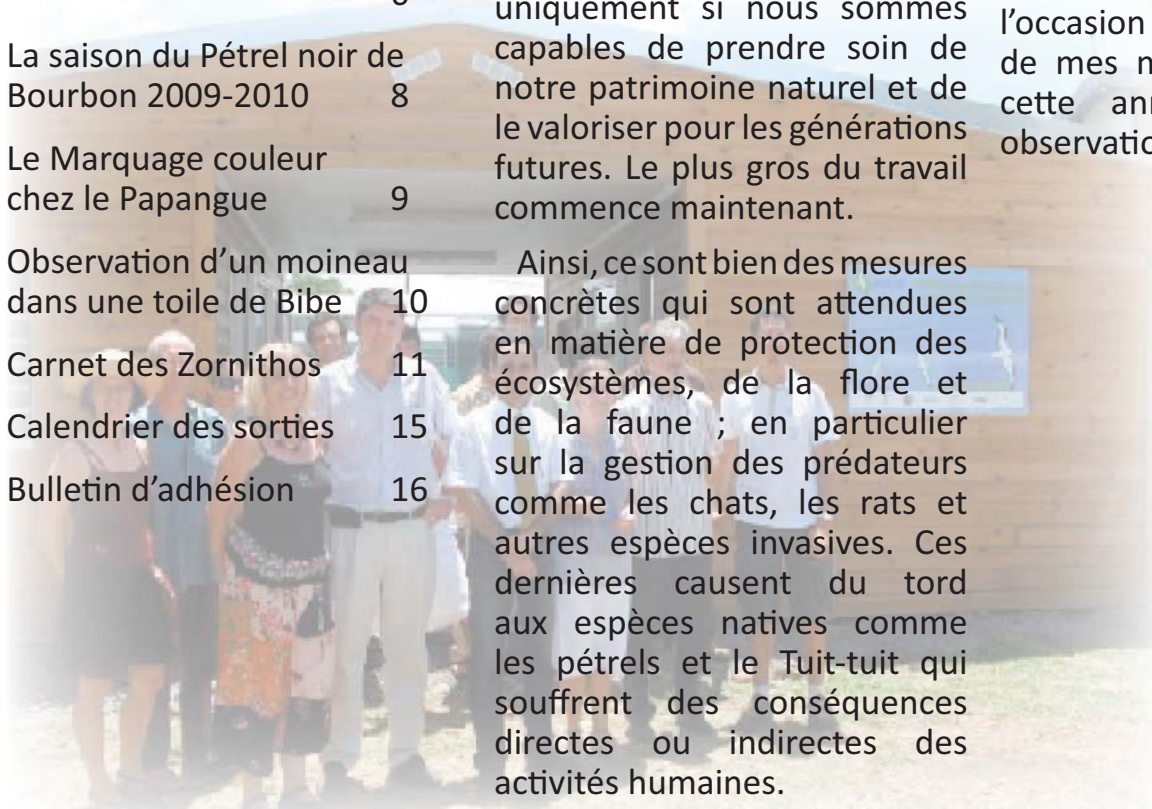 La saison du Pétrel noir de
Bourbon 2009-2010 8
Le Marquage couleur
chez le Papangue 9
Observation d'un moineau
dans une toile de Bibe 10
Carnet des Zornithos 11
Calendrier des sorties 15
Bulletin d'adhésion 16
uniquement si nous sommes
capables de prendre soin de
notre patrimoine naturel et de
le valoriser pour les générations
futures. Le plus gros du travail
commence maintenant.
Ainsi, ce sont bien des mesures
concrètes qui sont attendues
en matière de protection des
écosystèmes, de la flore et
de la faune ; en particulier
sur la gestion des prédateurs
comme les chats, les rats et
autres espèces invasives. Ces
dernières causent du tord
aux espèces natives comme
les pétrels et le Tuit-tuit qui
souffrent des conséquences
directes ou indirectes des
activités humaines.
l'occasion
de mes
cette